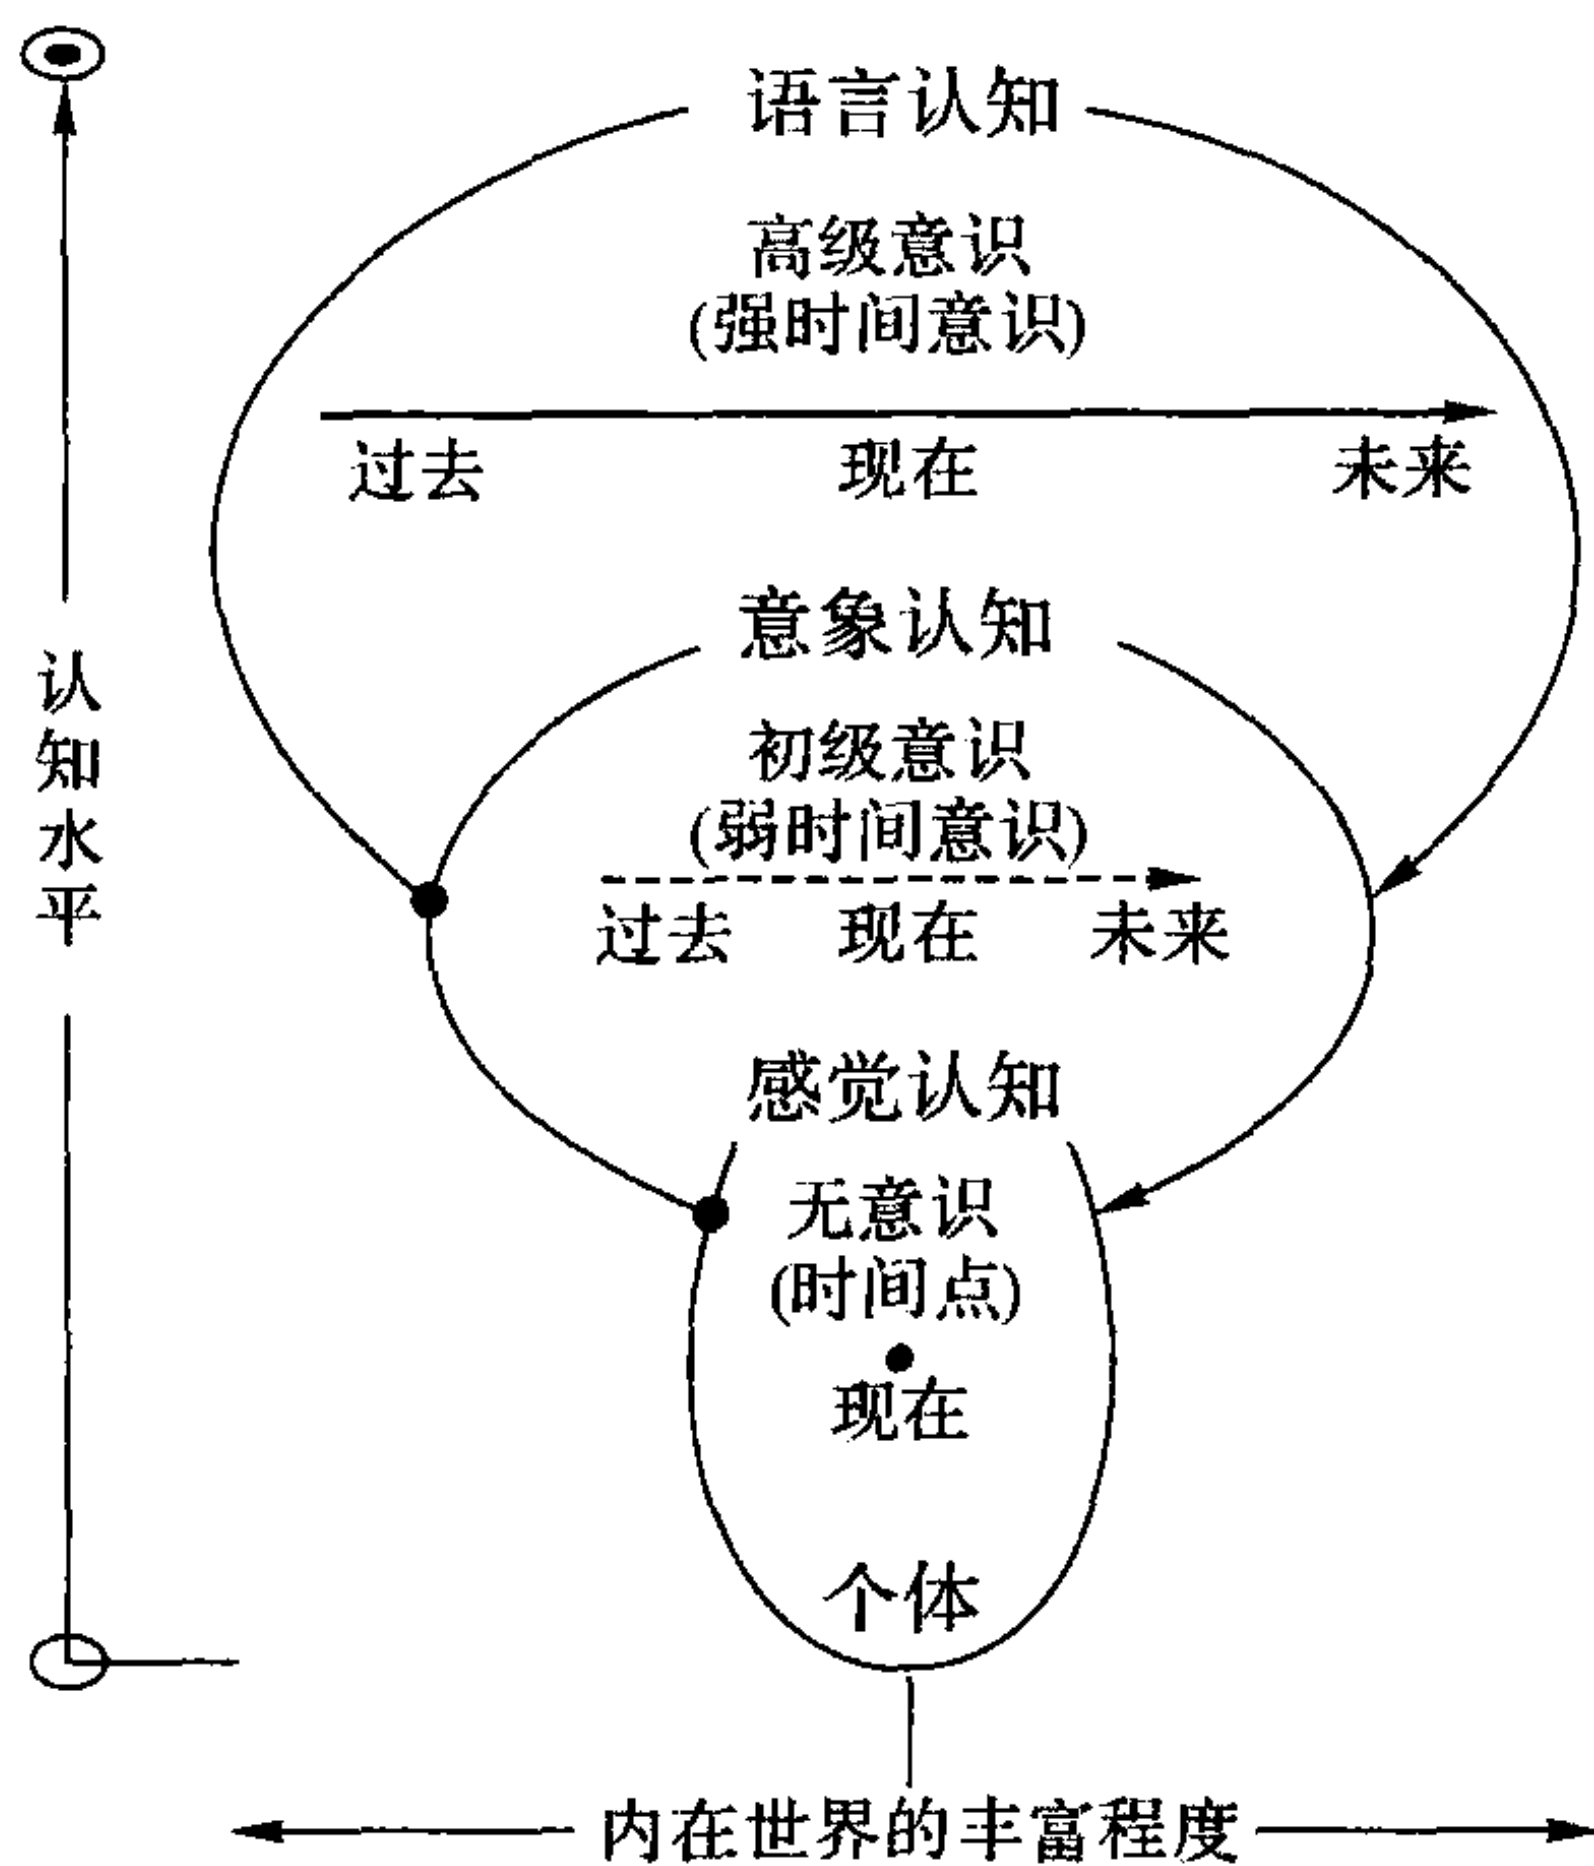 语言认知
高级意识
(强时间意识)
过去 现在 未来
意象认知
初级意识
(弱时间意识)
过去 现在 未来
感觉认知
无意识
(时间点)
现在
个体
认知水平
内在世界的丰富程度